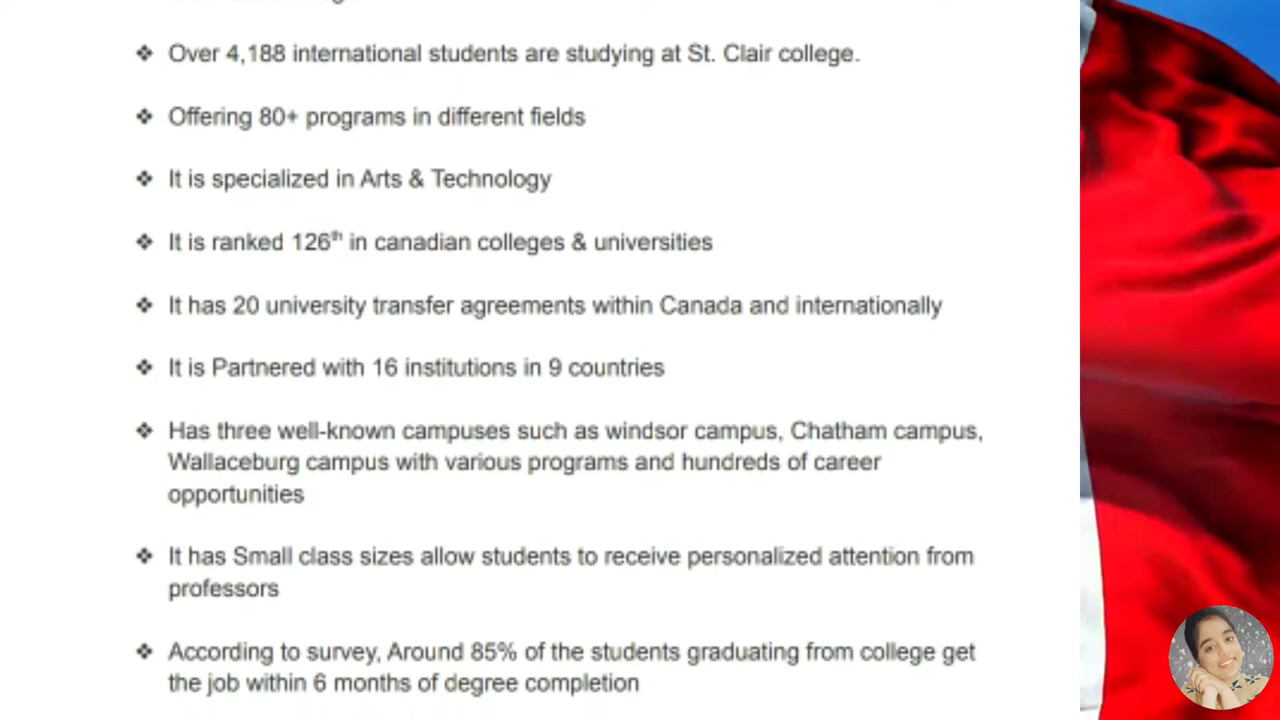 ❖ Over 4,188 international students are studying at St. Clair college.
❖ Offering 80+ programs in different fields
❖ It is specialized in Arts & Technology
❖ It is ranked 126th in canadian colleges & universities
❖ It has 20 university transfer agreements within Canada and internationally
❖ It is Partnered with 16 institutions in 9 countries
❖ Has three well-known campuses such as windsor campus, Chatham campus,
Wallaceburg campus with various programs and hundreds of career
opportunities
❖ It has Small class sizes allow students to receive personalized attention from
professors
❖ According to survey, Around 85% of the students graduating from college get
the job within 6 months of degree completion